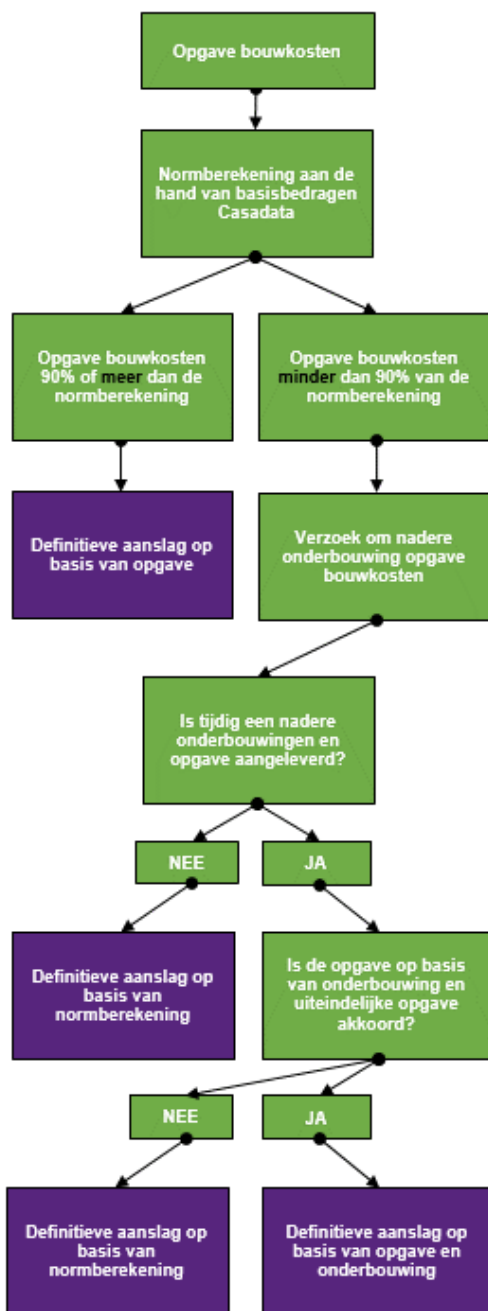 Opgave bouwkosten
Normberekening aan de
hand van basisbedragen
Casadata
Opgave bouwkosten
90% of meer dan de
normberekening
Opgave bouwkosten
minder dan 90% van de
normberekening
Definitieve aanslag op
basis van opgave
Verzoek om nadere
onderbouwing opgave
bouwkosten
Is tijdig een nadere
onderbouwingen en
opgave aangeleverd?
NEE
JA
Definitieve aanslag op
basis van
normberekening
Is de opgave op basis
van onderbouwing en
uiteindelijke opgave
akkoord?
NEE
JA
Definitieve aanslag op
basis van
normberekening
Definitieve aanslag op
basis van opgave en
onderbouwing